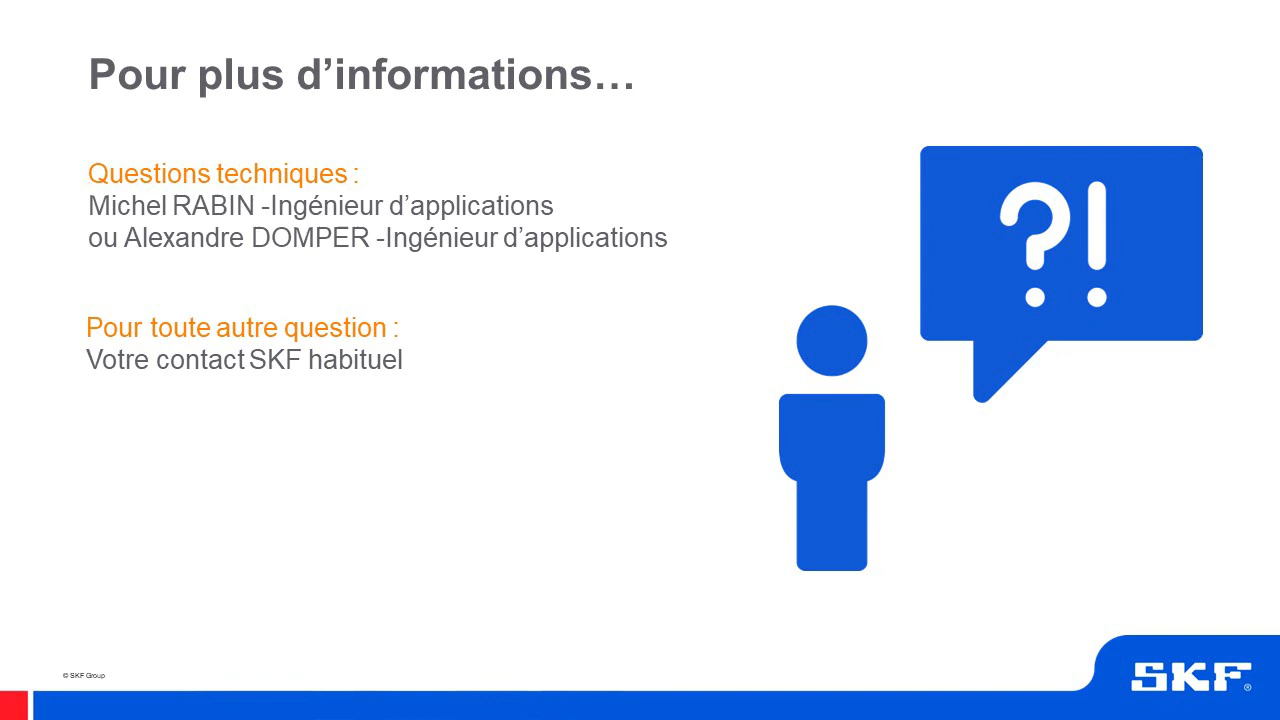 Pour plus d’informations…
Questions techniques :
Michel RABIN -Ingénieur d’applications
ou Alexandre DOMPER -Ingénieur d’applications
Pour toute autre question :
Votre contact SKF habituel
?!
© SKF Group
SKF®